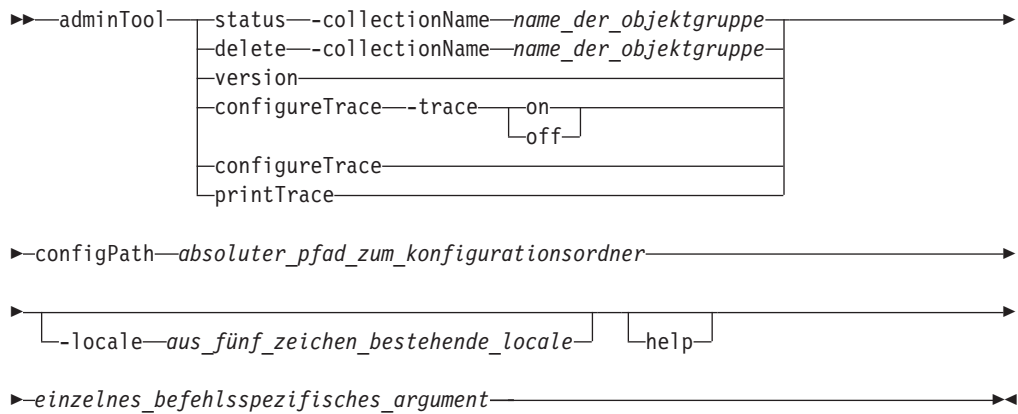 adminTool status -collectionName name_der_objektgruppe
delete -collectionName name_der_objektgruppe
version
configureTrace -trace on
off
configureTrace
printTrace
configPath absoluter_pfad_zum_konfigurationsordner
-locale aus_fünf_zeichen_bestehende_locale help
einzelnes_befehlsspezifisches_argument